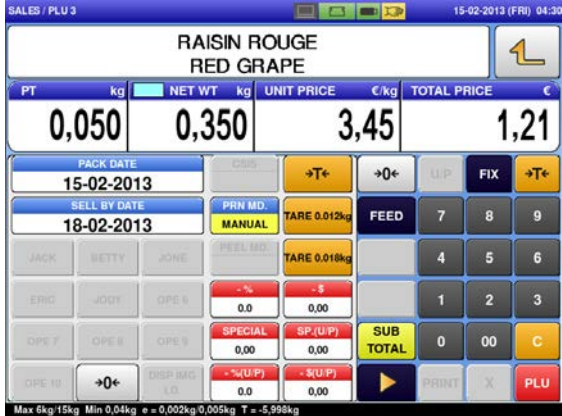 SALES / PLU 3
15-02-2013 (FRI) 04:30
RAISIN ROUGE
RED GRAPE
PT kg NET WT kg UNIT PRICE €/kg TOTAL PRICE €
0,050 0,350 3,45 1,21
PACK DATE
15-02-2013
CSIS
→T← →0← U/P FIX →T←
SELL BY DATE
18-02-2013
PRN MD.
MANUAL
TARE 0.012kg FEED 7 8 9
JACK BETTY JONE PEEL MD. TARE 0.018kg 4 5 6
ERIC JODY OPE 6
- %
0.0
- $
0,00
1 2 3
OPE 7 OPE 8 OPE 9
SPECIAL
0,00
SP.(U/P)
0,00
SUB
TOTAL
0 00 C
OPE 10 →0←
DISP IMG
- %(U/P)
0.0
- $(U/P)
0,00
PRINT X PLU
Max 6kg/15kg Min 0,04kg e = 0,002kg/0,005kg T = -5,998kg